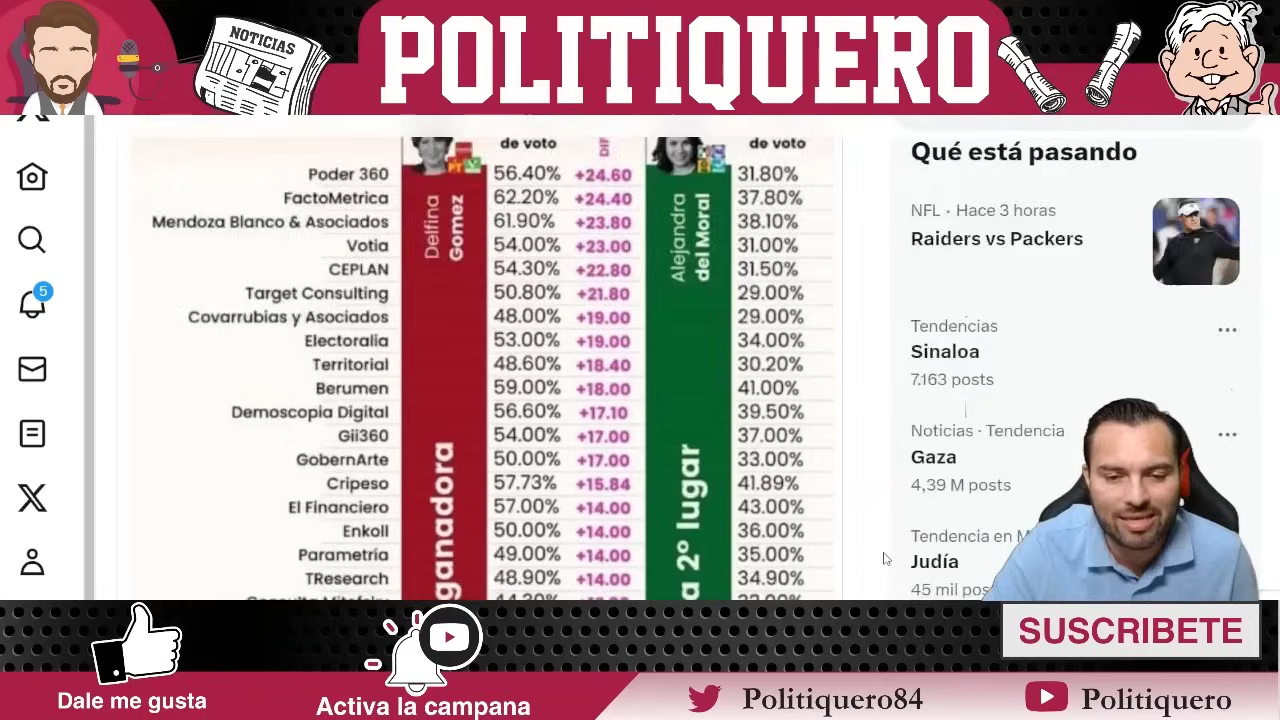 NOTICIAS
POLITIQUERO
de voto
de voto
Poder 360 56.40% +24.60 31.80%
FactoMetrica 62.20% +24.40 37.80%
Mendoza Blanco & Asociados 61.90% +23.80 38.10%
Votia 54.00% +23.00 31.00%
CEPLAN 54.30% +22.80 31.50%
Target Consulting 50.80% +21.80 29.00%
Covarrubias y Asociados 48.00% +19.00 29.00%
Electoralia 53.00% +19.00 34.00%
Territorial 48.60% +18.40 30.20%
Berumen 59.00% +18.00 41.00%
Demoscopia Digital 56.60% +17.10 39.50%
Gii360 54.00% +17.00 37.00%
GobernArte 50.00% +17.00 33.00%
Cripeso 57.73% +15.84 41.89%
El Financiero 57.00% +14.00 43.00%
Enkoll 50.00% +14.00 36.00%
Parametría 49.00% +14.00 35.00%
TResearch 48.90% +14.00 34.90%
Delfina
Gomez
ganadora
PT
Alejandra
del Moral
a 2º lugar
Qué está pasando
NFL · Hace 3 horas
Raiders vs Packers
Tendencias
Sinaloa
7.163 posts
Noticias · Tendencia
Gaza
4,39 M posts
Tendencia en M
Judía
45 mil pos
5
SUSCRIBETE
Dale me gusta
Activa la campana
Politiquero84
Politiquero